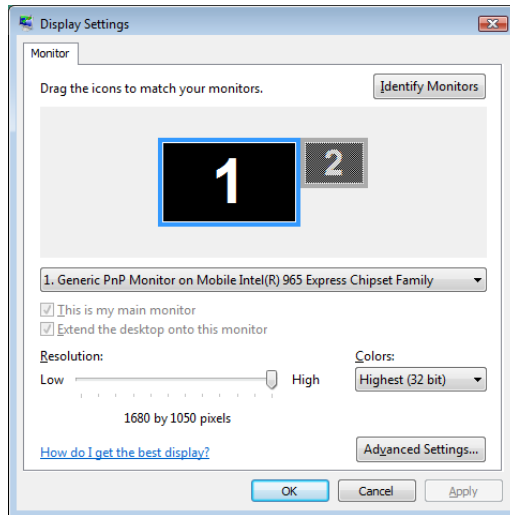 Display Settings
Monitor
Drag the icons to match your monitors.
Identify Monitors
1
2
1. Generic PnP Monitor on Mobile Intel(R) 965 Express Chipset Family
This is my main monitor
Extend the desktop onto this monitor
Resolution:
Colors:
Low
High
Highest (32 bit)
1680 by 1050 pixels
How do I get the best display?
Advanced Settings...
OK
Cancel
Apply